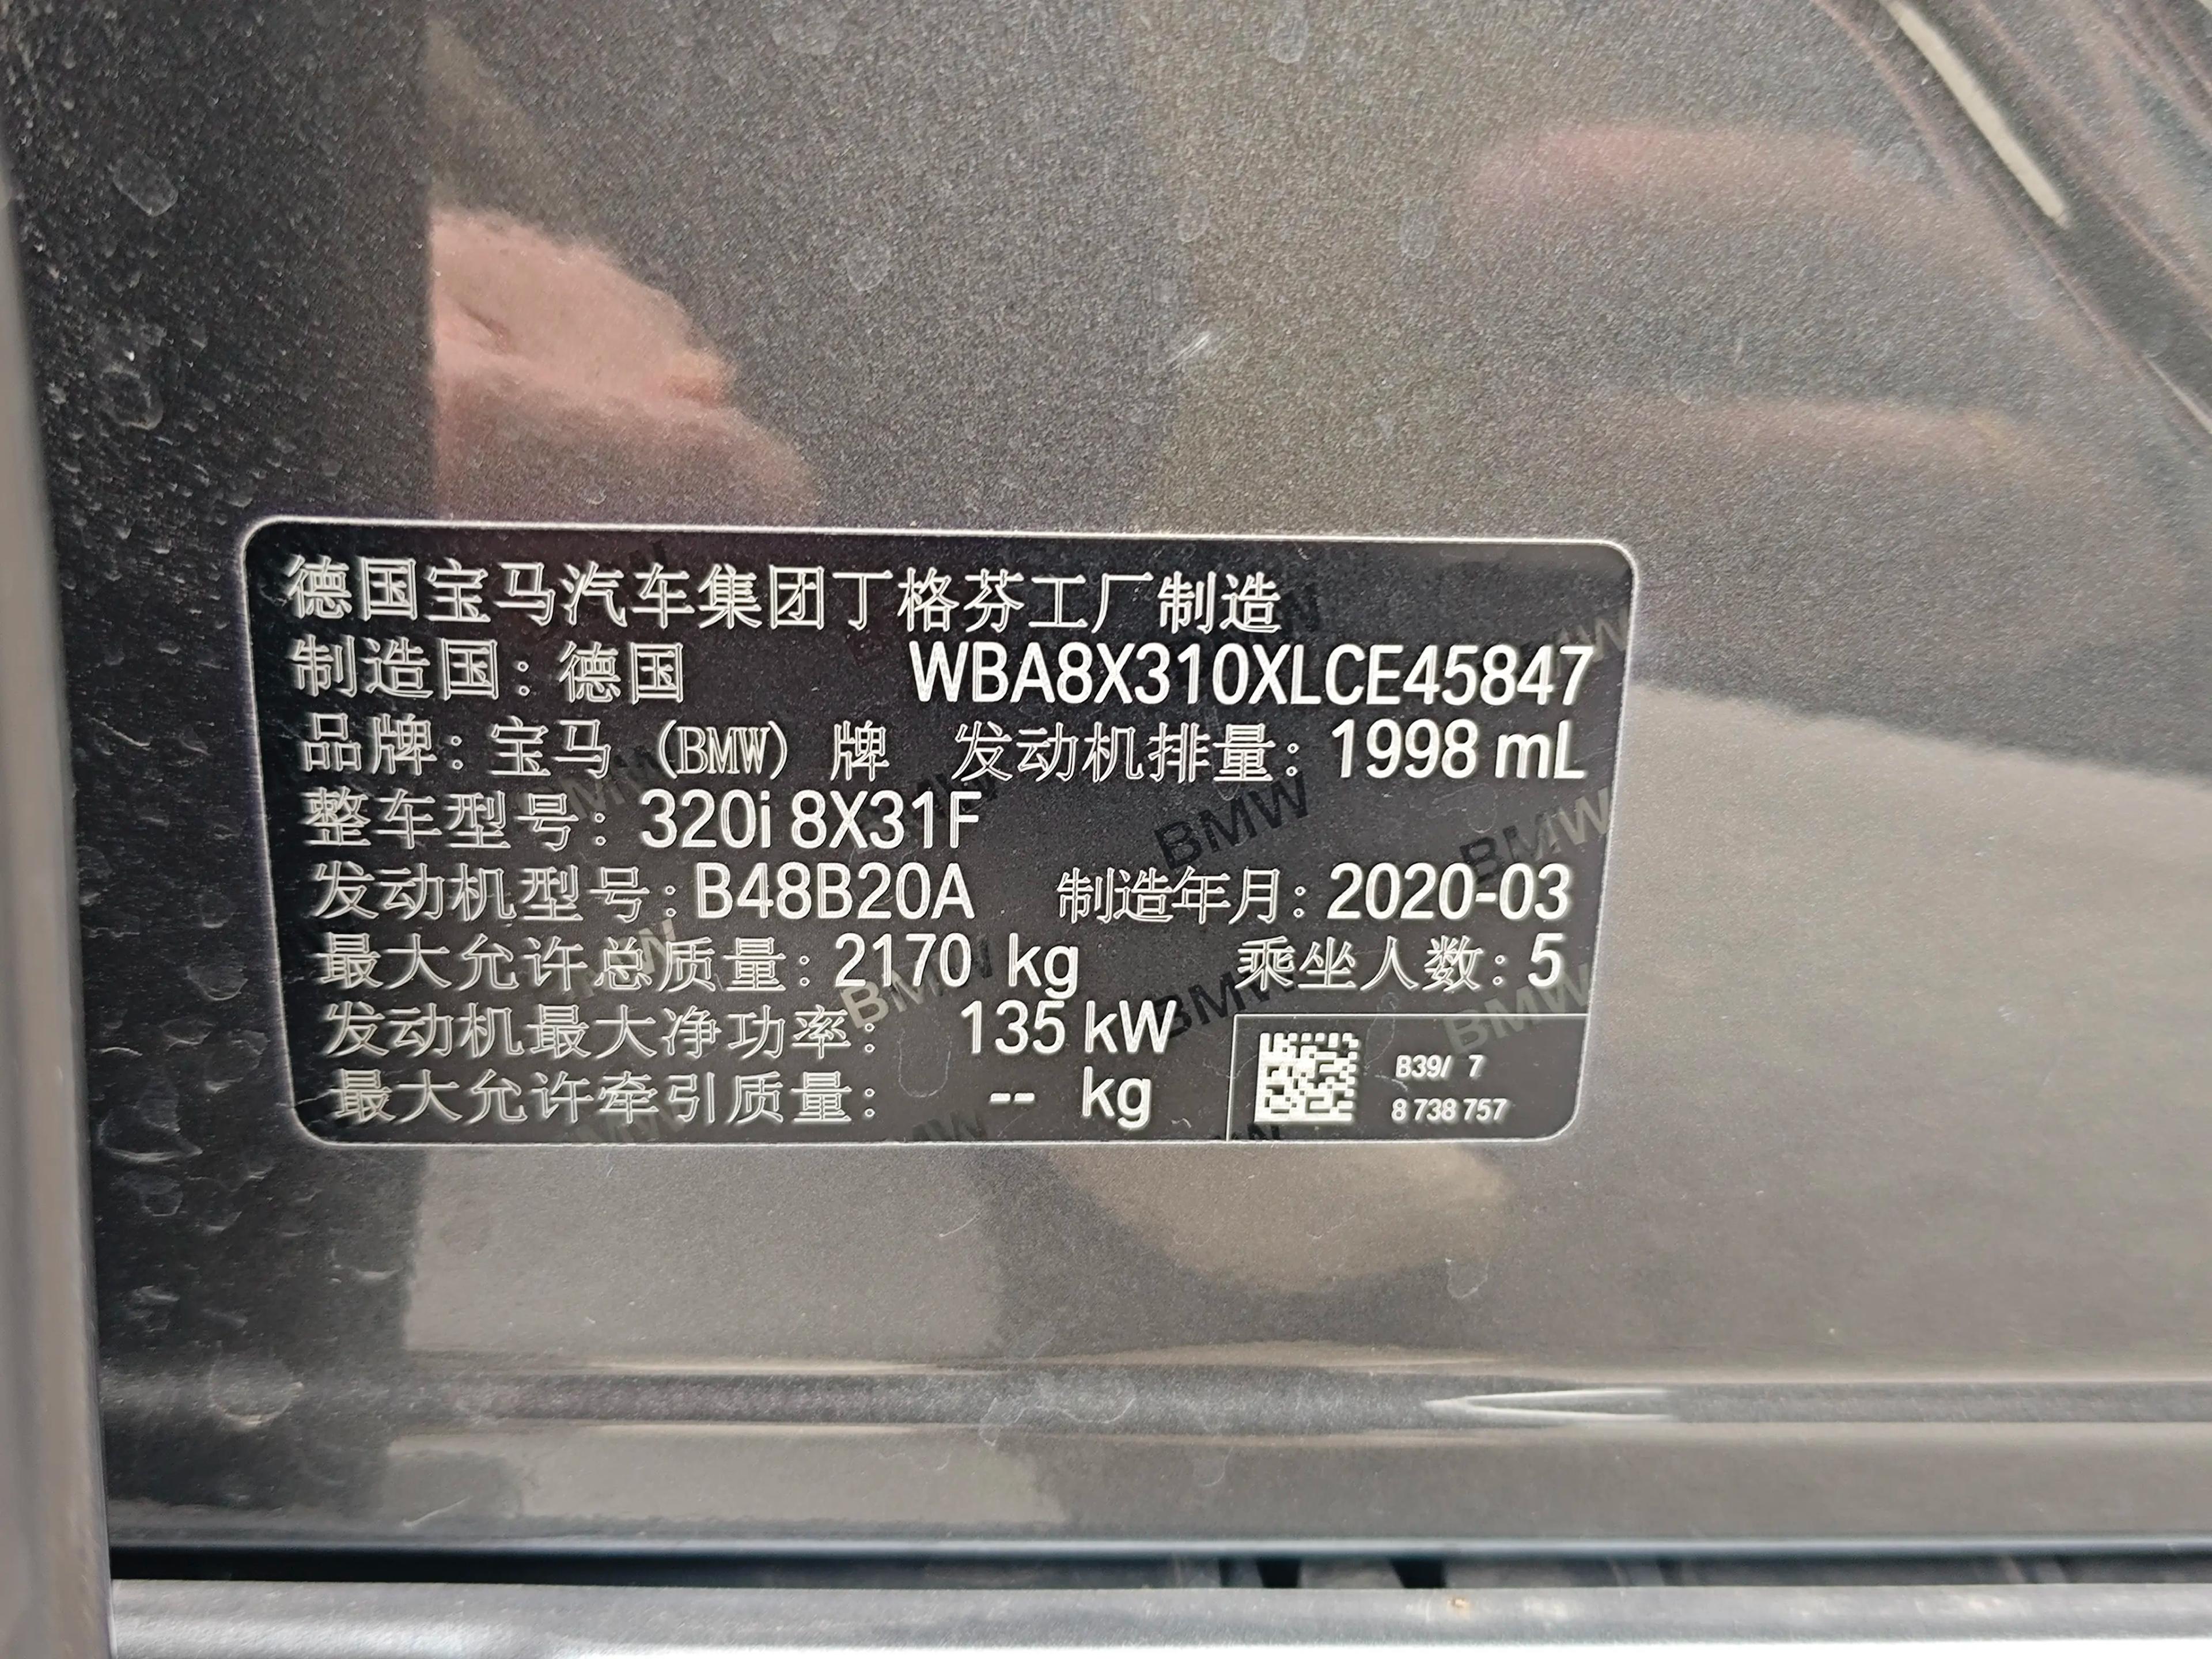 德国宝马汽车集团丁格芬工厂制造
制造国：德国 WBA8X310XLCE45847
品牌：宝马（BMW）牌 发动机排量：1998 mL
整车型号：320i 8X31F
发动机型号：B48B20A 制造年月：2020-03
最大允许总质量：2170 kg 乘坐人数：5
发动机最大净功率： 135 kW
最大允许牵引质量： -- kg
B39/ 7
8 738 757